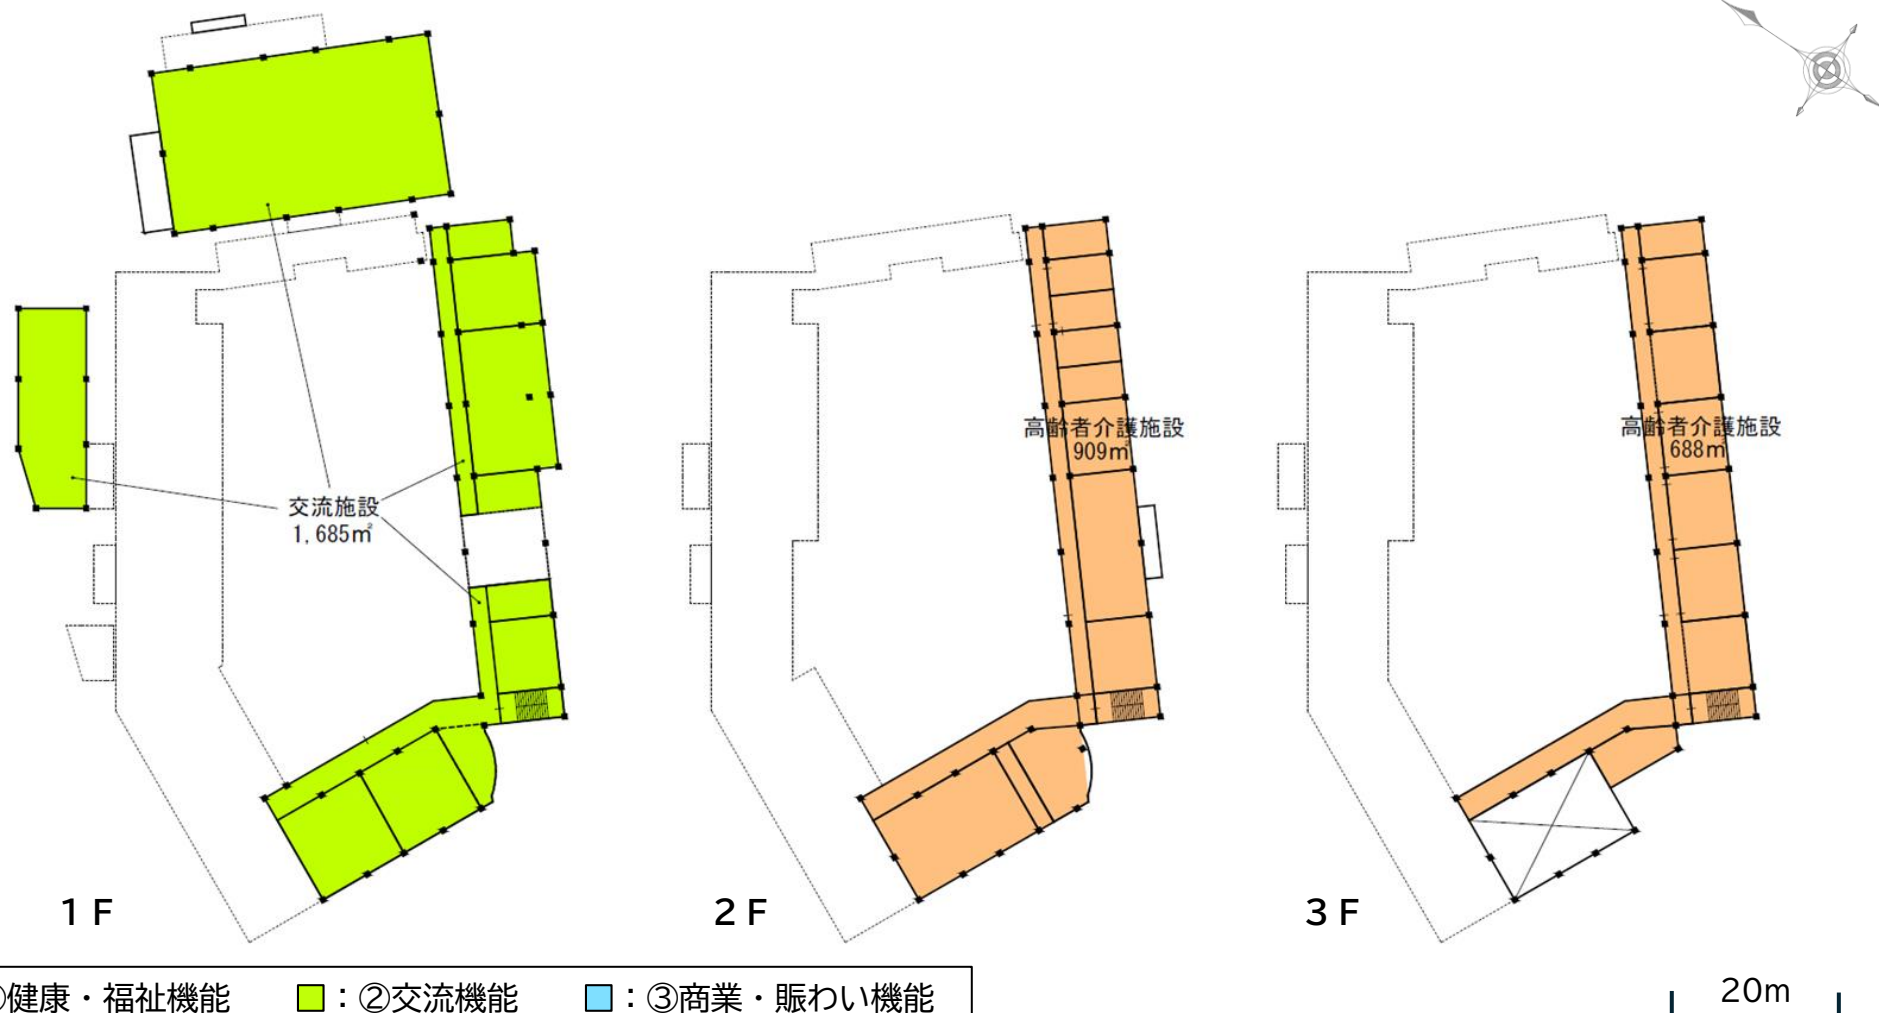 高齢者介護施設
909㎡
高齢者介護施設
688㎡
交流施設
1,685㎡
1F
2F
3F
健康・福祉機能
：②交流機能
：③商業・賑わい機能
20m